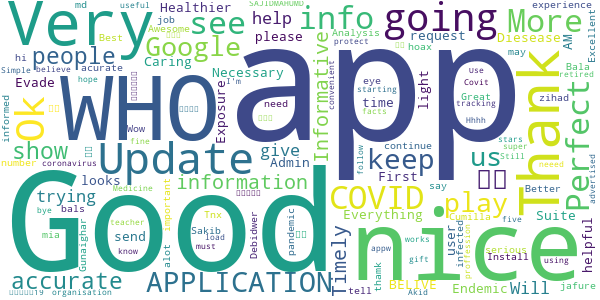 Very
Healthier
job
md
useful
SAJIDMAHUMD
experience
going
see
help
info
request
More
Best
Awesome
Analysis
protect
hoax
Excellent
people
Google
please
Caring
Necessary
Diesease
AM
may
hi
Simple
believe
acurate
hope
I'm
Evade
WHO
app
Exposure
Informative
eye
starting
time
light
Use
Covit
Great
tracking
zihad
Bala
retired
Thank
Perfect
informed
Ok
number
coronavirus
Wow
fine
need
facts
convenient
Hhhh
stars
super
Still
advertised
show
Update
give
Admin
keep
continue
follow
First
say
us
Better
five
looks
information
Medicine
trying
COVID
play
Everything
Cumilla
Suite
Good
nice
bye
bals
teacher
important
Tnx
Sakib
load
must
know
Debidwer
pandemic
mia
Gunaighar
send
alot
accurate
APPLICATION
Timely
user
infected
serious
proffession
Install
using
helpful
appw
works
gift
thamk
tell
BELIVE
Akid
Endemic
Will
jafure
19
organisation